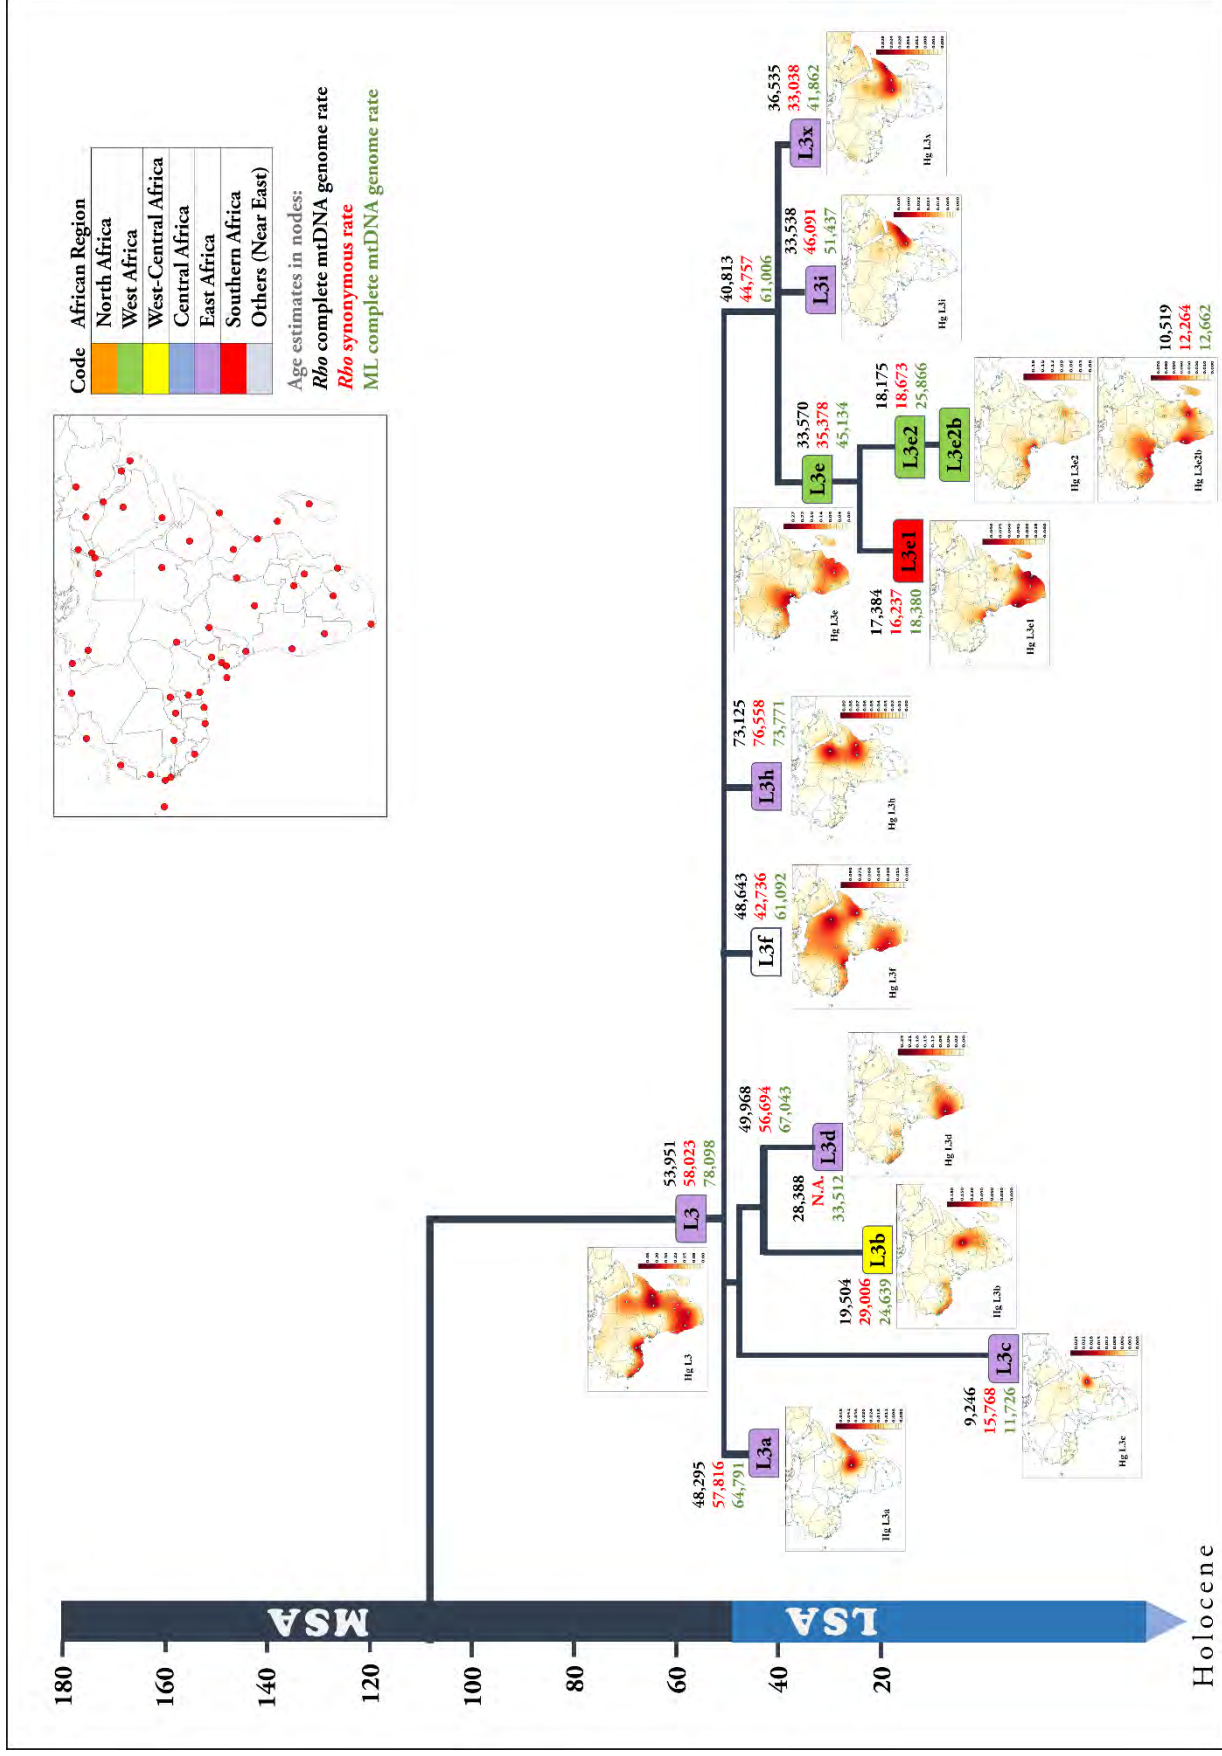 Code African Region
North Africa
West Africa
West-Central Africa
Central Africa
East Africa
Southern Africa
Others (Near East)
Age estimates in nodes:
Rho complete mtDNA genome rate
Rho synonymous rate
ML complete mtDNA genome rate
180
160
140
120
100
80
60
40
20
MSA
LSA
Holocene
53,951
58,023
78,098
L3
Hg L3
48,295
57,816
64,791
L3a
Hg L3a
9,246
15,768
11,726
L3c
Hg L3c
19,504
29,006
24,639
L3b
Hg L3b
28,388
N.A.
33,512
49,968
56,694
67,043
L3d
Hg L3d
48,643
42,736
61,092
L3f
Hg L3f
73,125
76,558
73,771
L3h
Hg L3h
40,813
44,757
61,006
33,570
35,378
45,134
L3e
Hg L3e
17,384
16,237
18,380
L3e1
Hg L3e1
18,175
18,673
25,866
L3e2
L3e2b
Hg L3e2
10,519
12,264
12,662
Hg L3e2b
33,538
46,091
51,437
L3i
Hg L3i
36,535
33,038
41,862
L3x
Hg L3x